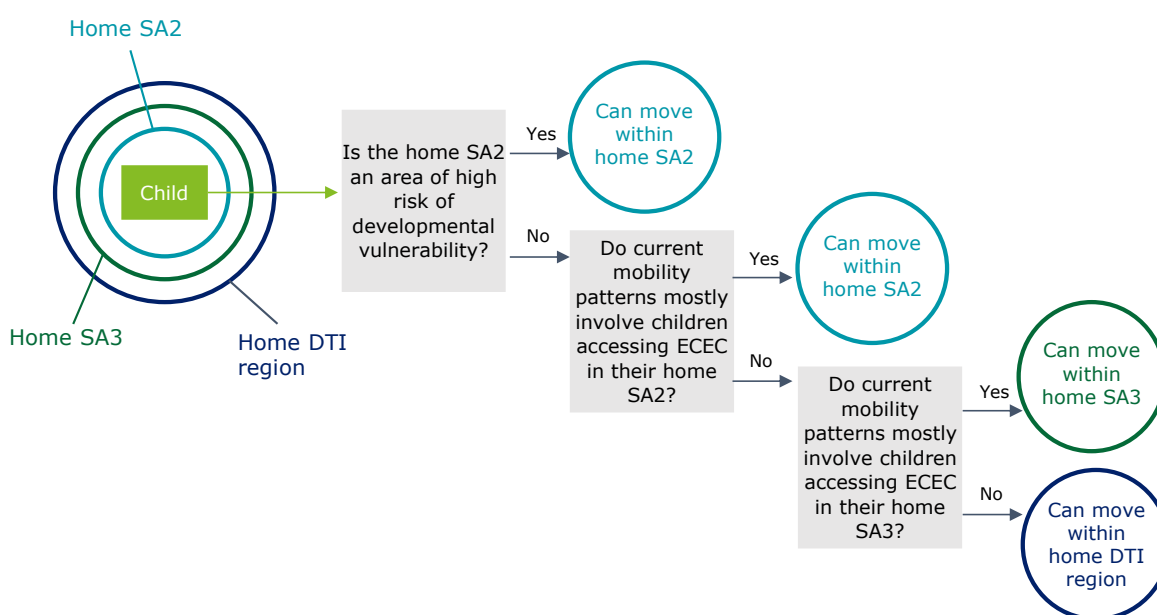 Home SA2
Child
Home SA3
Home DTI
region
Is the home SA2
an area of high
risk of
developmental
vulnerability?
Yes
Can move
within
home SA2
No
Do current
mobility
patterns mostly
involve children
accessing ECEC
in their home
SA2?
Yes
Can move
within
home SA2
No
Do current
mobility
patterns mostly
involve children
accessing ECEC
in their home
SA3?
Yes
Can move
within
home SA3
No
Can move
within
home DTI
region